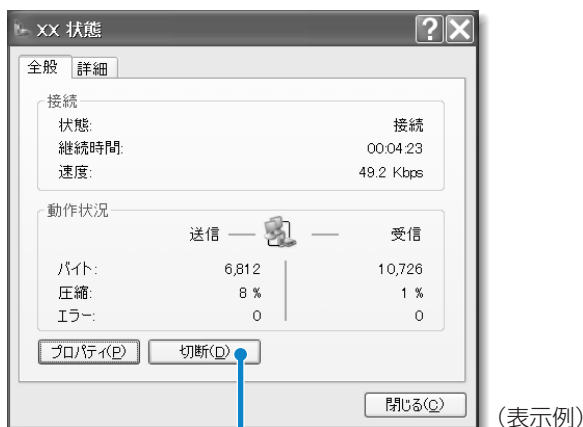 xx 状態
全般 詳細
接続
状態: 接続
継続時間: 00:04:23
速度: 49.2 Kbps
動作状況
送信 受信
バイト: 6,812 10,726
圧縮: 8 % 1 %
エラー: 0 0
プロパティ(P) 切断(D)
閉じる(C)
(表示例)